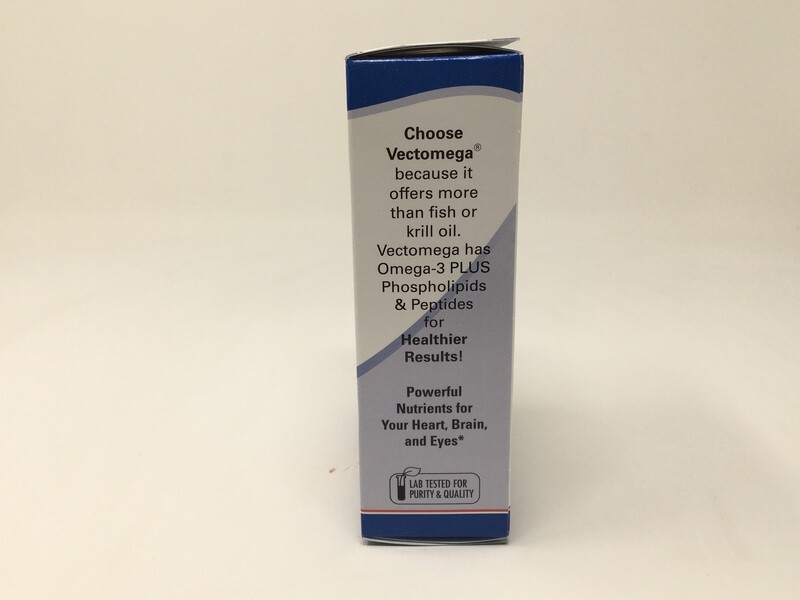 Choose
Vectomega®
because it
offers more
than fish or
krill oil.
Vectomega has
Omega-3 PLUS
Phospholipids
& Peptides
for
Healthier
Results!
Powerful
Nutrients for
Your Heart, Brain,
and Eyes*
LAB TESTED FOR
PURITY & QUALITY